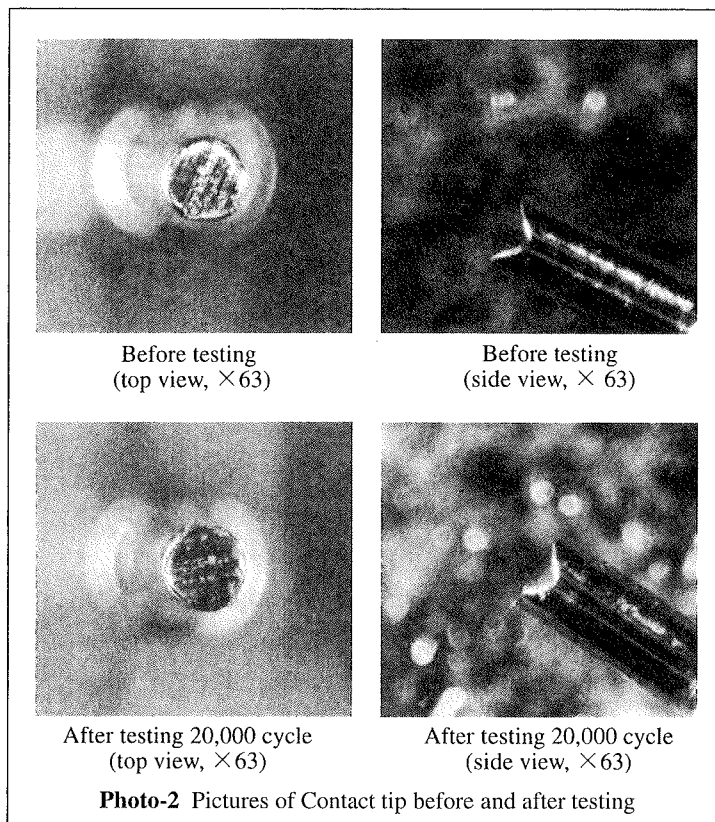 Before testing
(top view, ×63)
Before testing
(side view, × 63)
After testing 20,000 cycle
(top view, ×63)
After testing 20,000 cycle
(side view, ×63)
Photo-2 Pictures of Contact tip before and after testing